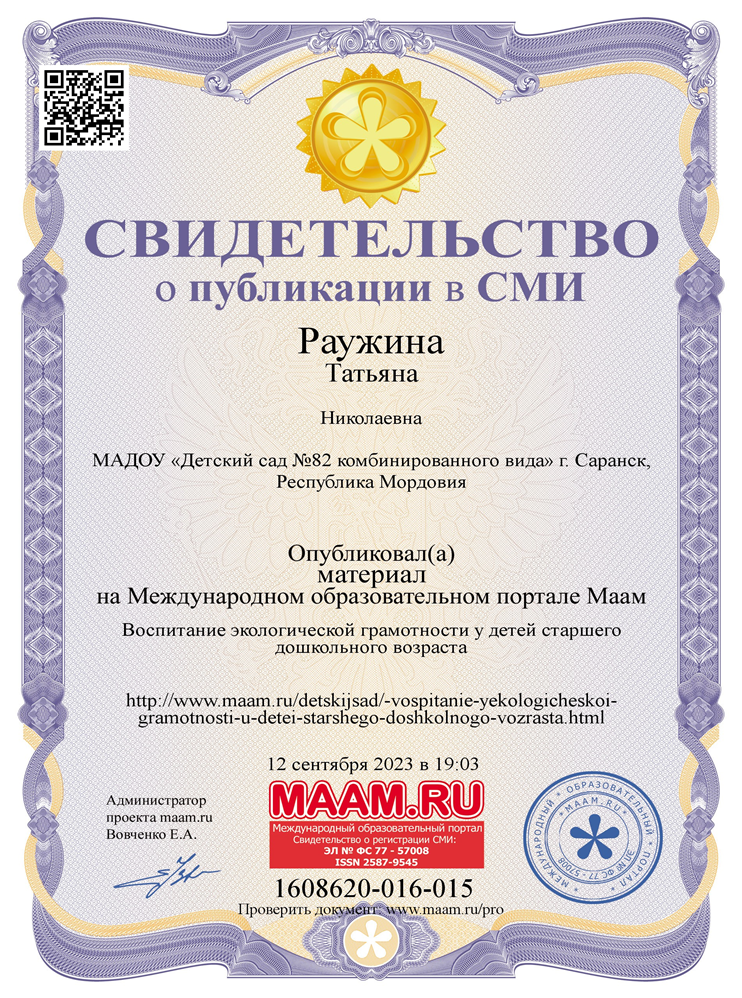 СВИДЕТЕЛЬСТВО
о публикации в СМИ
Раужина
Татьяна
Николаевна
МАДОУ «Детский сад №82 комбинированного вида» г. Саранск,
Республика Мордовия
Опубликовал(а)
материал
на Международном образовательном портале Маам
Воспитание экологической грамотности у детей старшего
дошкольного возраста
http://www.maam.ru/detskijsad/-vospitanie-yekologicheskoi-
gramotnosti-u-detei-starshego-doshkolnogo-vozrasta.html
12 сентября 2023 в 19:03
Администратор
проекта maam.ru
Вовченко Е.А.
MAAM.RU
Международный образовательный портал
Свидетельство о регистрации СМИ:
ЭЛ № ФС 77 - 57008
ISSN 2587-9545
МЕЖДУНАРОДНЫЙ * ОБРАЗОВАТЕЛЬНЫЙ * ПОРТАЛ *
* MAAM.RU *
ЭЛ № ФС 77 - 57008
1608620-016-015
Проверить документ: www.maam.ru/pro